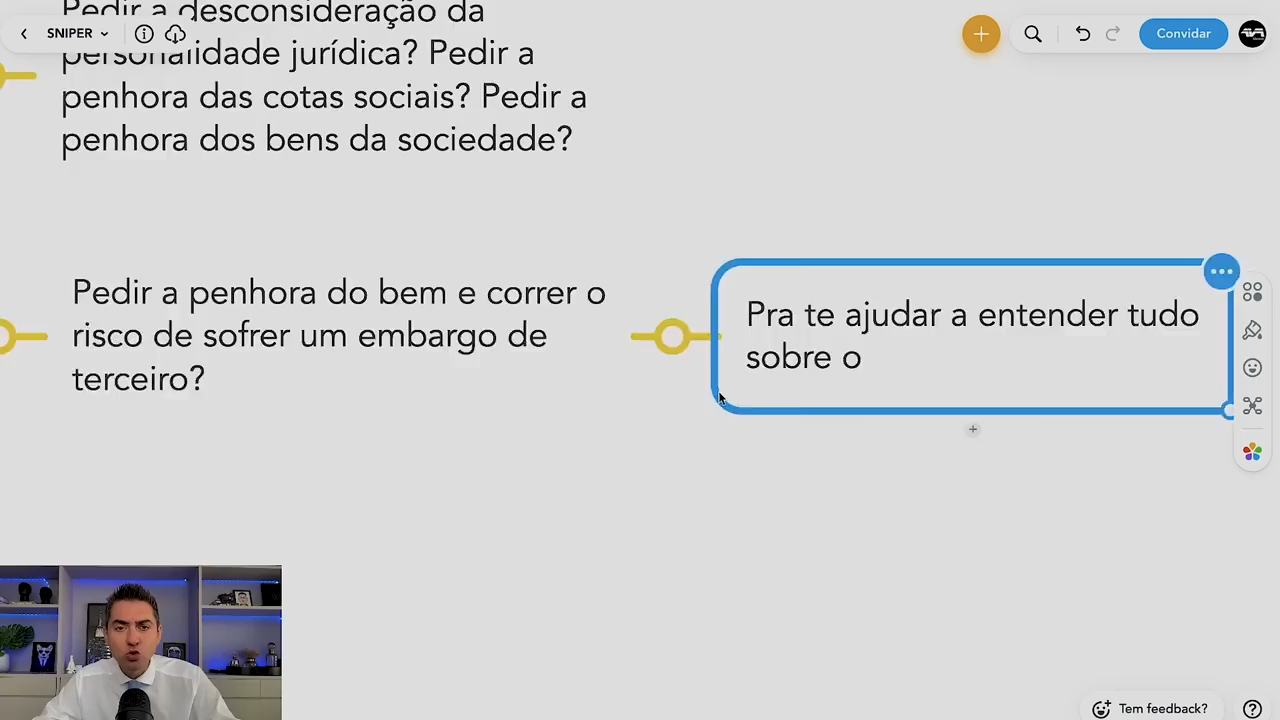 Pedir a desconsideração da
SNIPER
personalidade jurídica? Pedir a
penhora das cotas sociais? Pedir a
penhora dos bens da sociedade?
Convidar
Pedir a penhora do bem e correr o
risco de sofrer um embargo de
terceiro?
Pra te ajudar a entender tudo
sobre o
Tem feedback?